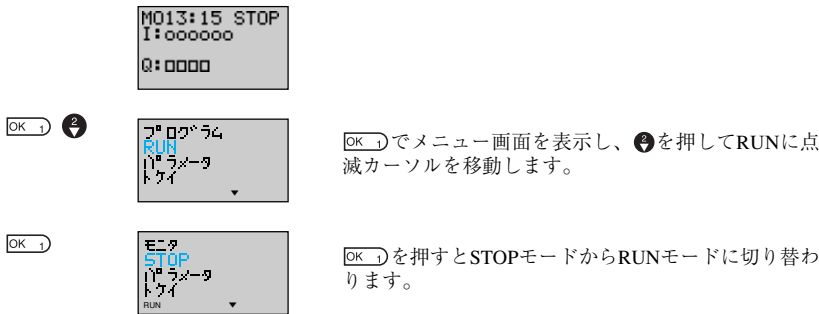 MO13:15 STOP
I:oooooo
Q:□□□□
OK 1 2
プログラム
RUN
パラメータ
トケイ
▼
OK 1でメニュー画面を表示し、2を押してRUNに点
滅カーソルを移動します。
OK 1
モニタ
STOP
パラメータ
トケイ
RUN ▼
OK 1を押すとSTOPモードからRUNモードに切り替わ
ります。